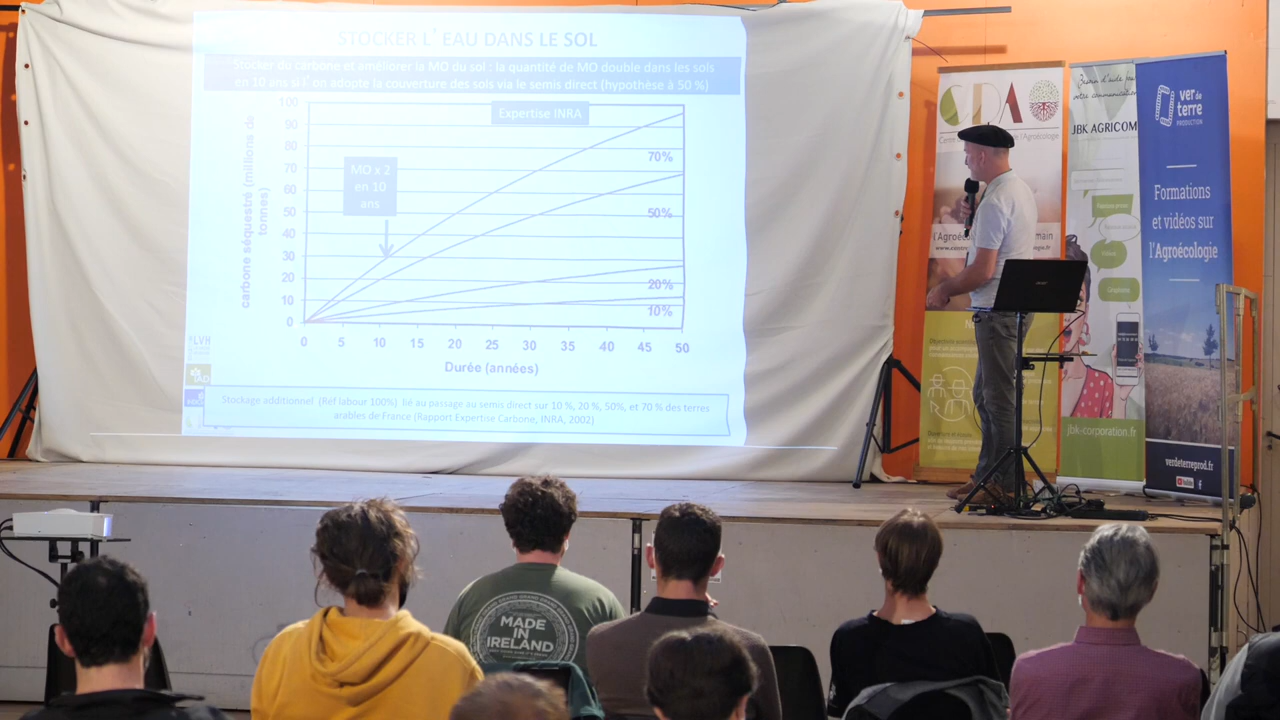 STOCKER L'EAU DANS LE SOL
Stocker du carbone et améliorer la MO du sol : la quantité de MO double dans les sols
en 10 ans si on adopte la couverture des sols via le semis direct (hypothèse à 50 %)
Expertise INRA
MO x 2
en 10
ans
carbone séquestré (millions de
tonnes)
100
90
80
70
60
50
40
30
20
10
0
70%
50%
20%
10%
0 5 10 15 20 25 30 35 40 45 50
Durée (années)
Stockage additionnel (Réf labour 100%) lié au passage au semis direct sur 10 %, 20 %, 50%, et 70 % des terres
arables de France (Rapport Expertise Carbone, INRA, 2002)
LVH
IAD
l'Agroécologie
JBK AGRICOM
jbk-corporation.fr
ver de
terre
PRODUCTION
Formations
et vidéos sur
l'Agroécologie
verdeterreprod.fr
MADE
IN
IRELAND